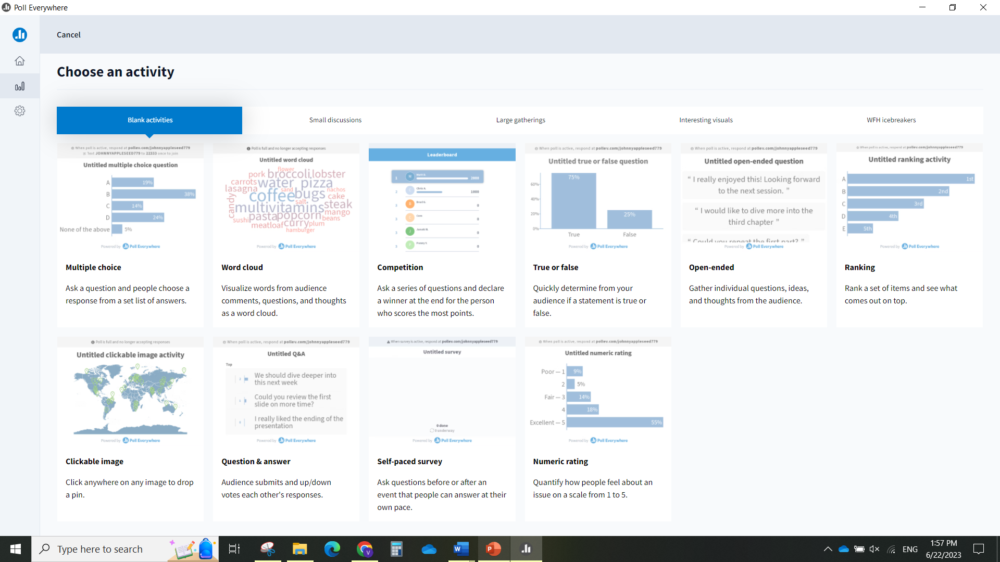 Poll Everywhere
Cancel
Choose an activity
Blank activities
Small discussions
Large gatherings
Interesting visuals
WFH icebreakers
When poll is active, respond at pollev.com/johnnyappleseed779
Text JOHNNYAPPLESEED779 to 22333 once to join
Untitled multiple choice question
A 19%
B 38%
C 14%
D 24%
None of the above 5%
Powered by Poll Everywhere
Multiple choice
Ask a question and people choose a
response from a set list of answers.
Poll is full and no longer accepting responses
Untitled word cloud
flower
pork broccoli lobster
carrots water pizza
lasagna sand nachos
coffee bugs cake
candy salt
multivitamins steak
pasta popcorn mango
sushi curry plum beans
meatloaf
hamburger
Powered by Poll Everywhere
Word cloud
Visualize words from audience
comments, questions, and thoughts
as a word cloud.
Leaderboard
1 M 2000
2 Chris A. 1000
3 B Brad G. 0
3 0
3 J Janaki B. 0
3 P Penny T. 0
Competition
Ask a series of questions and declare
a winner at the end for the person
who scores the most points.
When poll is active, respond at pollev.com/johnnyappleseed779
Untitled true or false question
75%
60%
40%
25%
20%
0%
True False
Powered by Poll Everywhere
True or false
Quickly determine from your
audience if a statement is true or
false.
When poll is active, respond at pollev.com/johnnyappleseed779
Untitled open-ended question
“ I really enjoyed this! Looking forward
to the next session. ”
“ I would like to dive more into the
third chapter ”
“ Could you repeat the first part? ”
Powered by Poll Everywhere
Open-ended
Gather individual questions, ideas,
and thoughts from the audience.
When poll is active, respond at pollev.com/johnnyappleseed779
Untitled ranking activity
A 1st
B 2nd
C 3rd
D 4th
E 5th
Powered by Poll Everywhere
Ranking
Rank a set of items and see what
comes out on top.
Poll is full and no longer accepting responses
Untitled clickable image activity
Powered by Poll Everywhere
Clickable image
Click anywhere on any image to drop
a pin.
When poll is active, respond at pollev.com/johnnyappleseed779
Untitled Q&A
Top
2 We should dive deeper into
this next week
1 Could you review the first
slide on more time?
0 I really liked the ending of the
presentation
Powered by Poll Everywhere
Question & answer
Audience submits and up/down
votes each other's responses.
When survey is active, respond at pollev.com/johnnyappleseed779
Untitled survey
0 done
0 underway
Powered by Poll Everywhere
Self-paced survey
Ask questions before or after an
event that people can answer at their
own pace.
When poll is active, respond at pollev.com/johnnyappleseed779
Untitled numeric rating
Poor — 1 9%
2 5%
Fair — 3 14%
4 18%
Excellent — 5 55%
Powered by Poll Everywhere
Numeric rating
Quantify how people feel about an
issue on a scale from 1 to 5.
Type here to search
V
W
P
ENG
1:57 PM
6/22/2023